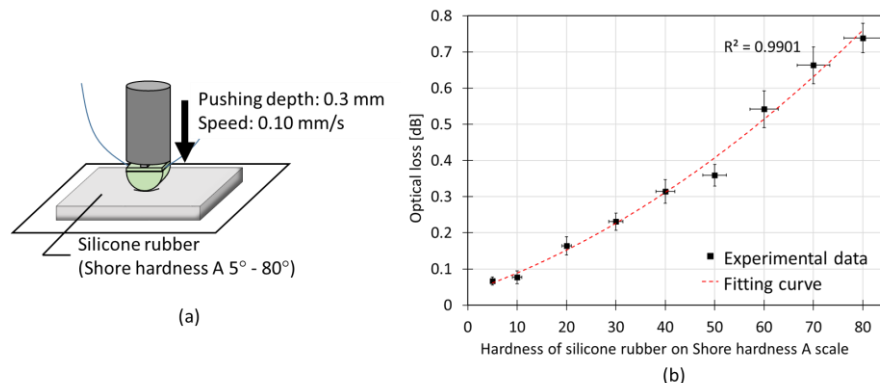 (a)
Pushing depth: 0.3 mm
Speed: 0.10 mm/s
Silicone rubber
(Shore hardness A 5° - 80°)
(a)
Optical loss [dB]
0.8
0.7
0.6
0.5
0.4
0.3
0.2
0.1
0
R² = 0.9901
Experimental data
Fitting curve
0 10 20 30 40 50 60 70 80
Hardness of silicone rubber on Shore hardness A scale
(b)